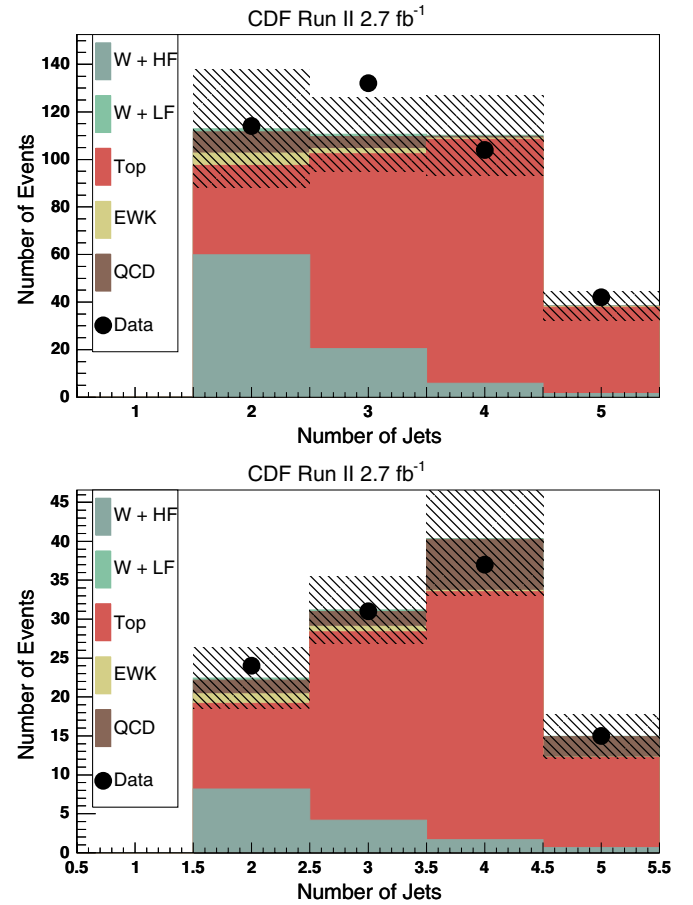 CDF Run II 2.7 fb⁻¹
Number of Events
140
120
100
80
60
40
20
0
W + HF
W + LF
Top
EWK
QCD
Data
1 2 3 4 5
Number of Jets
CDF Run II 2.7 fb⁻¹
Number of Events
45
40
35
30
25
20
15
10
5
0
W + HF
W + LF
Top
EWK
QCD
Data
0.5 1 1.5 2 2.5 3 3.5 4 4.5 5 5.5
Number of Jets